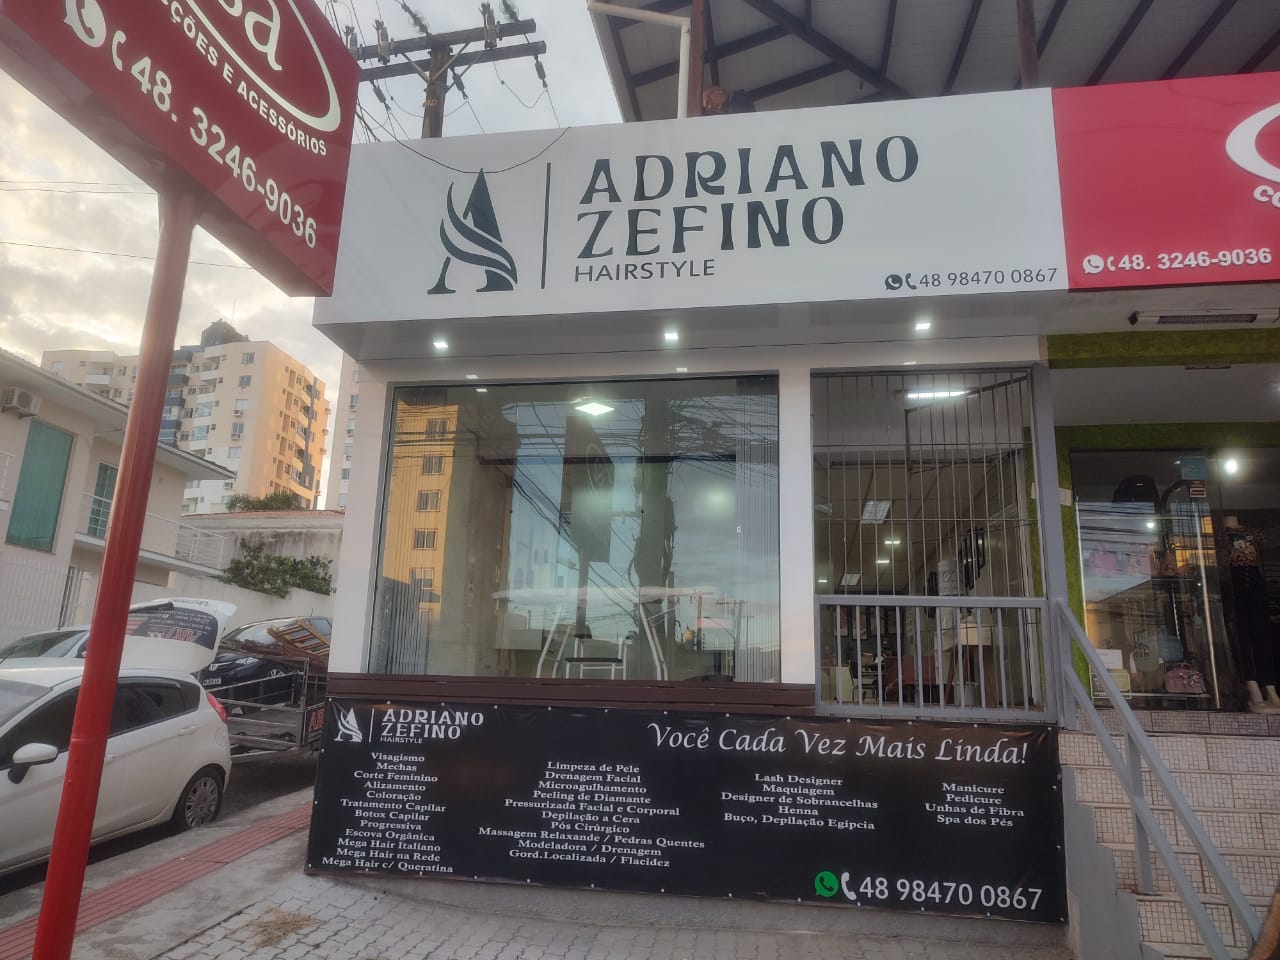 ÇÕES E ACESSÓRIOS
48. 3246-9036
ADRIANO
ZEFINO
HAIRSTYLE
48 98470 0867
48. 3246-9036
ADRIANO
ZEFINO
HAIRSTYLE
Você Cada Vez Mais Linda!
Visagismo
Mechas
Corte Feminino
Alizamento
Coloração
Tratamento Capilar
Botox Capilar
Progressiva
Escova Orgânica
Mega Hair Italiano
Mega Hair na Rede
Mega Hair c/ Queratina
Limpeza de Pele
Drenagem Facial
Microagulhamento
Peeling de Diamante
Pressurizada Facial e Corporal
Depilação a Cera
Pós Cirúrgico
Massagem Relaxande / Pedras Quentes
Modeladora / Drenagem
Gord.Localizada / Flacidez
Lash Designer
Maquiagem
Designer de Sobrancelhas
Henna
Buço, Depilação Egípcia
Manicure
Pedicure
Unhas de Fibra
Spa dos Pés
48 98470 0867